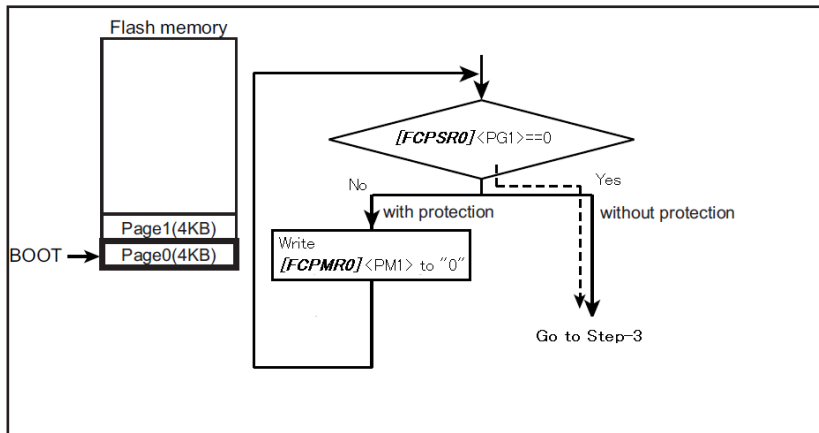 Flash memory
Page1(4KB)
BOOT
Page0(4KB)
[FCPSR0]<PG1>==0
No
Yes
with protection
without protection
Write
[FCPMR0]<PM1> to "0"
Go to Step-3